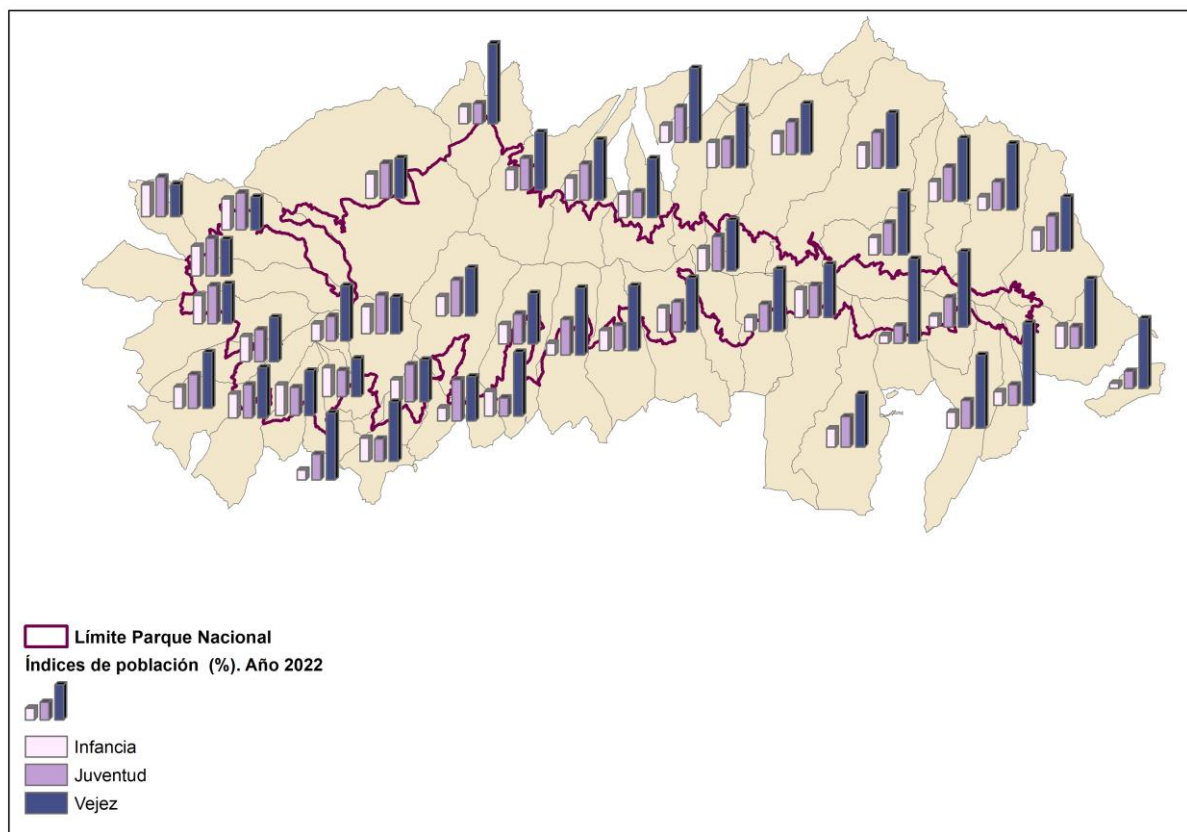 Límite Parque Nacional
Índices de población (%). Año 2022
Infancia
Juventud
Vejez